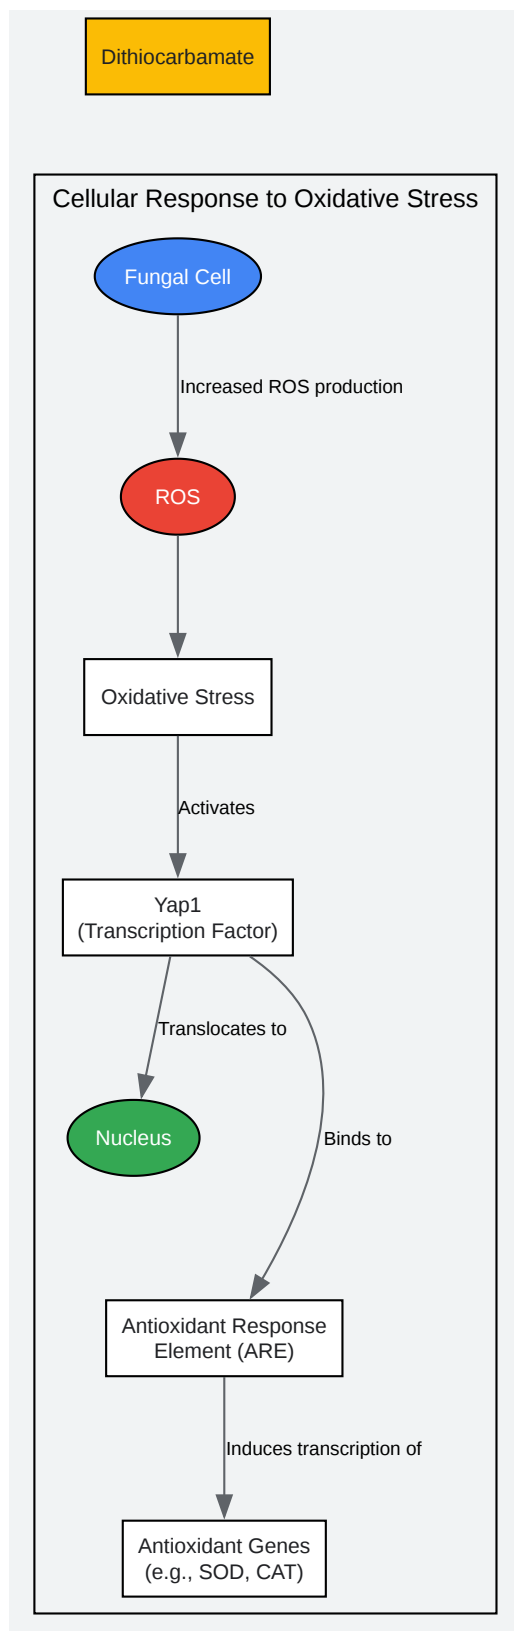 Dithiocarbamate
Cellular Response to Oxidative Stress
Fungal Cell
Increased ROS production
ROS
Oxidative Stress
Activates
Yap1
(Transcription Factor)
Translocates to
Nucleus
Binds to
Antioxidant Response
Element (ARE)
Induces transcription of
Antioxidant Genes
(e.g., SOD, CAT)